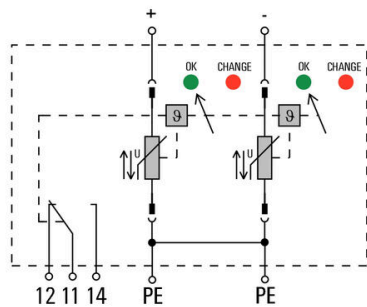 + -
OK CHANGE OK CHANGE
ϑ ϑ
U U
12 11 14 PE PE